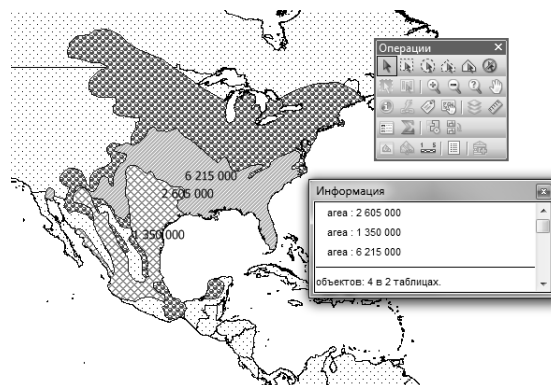 Операции
6 215 000
2 605 000
1 350 000
Информация
area : 2 605 000
area : 1 350 000
area : 6 215 000
объектов: 4 в 2 таблицах.